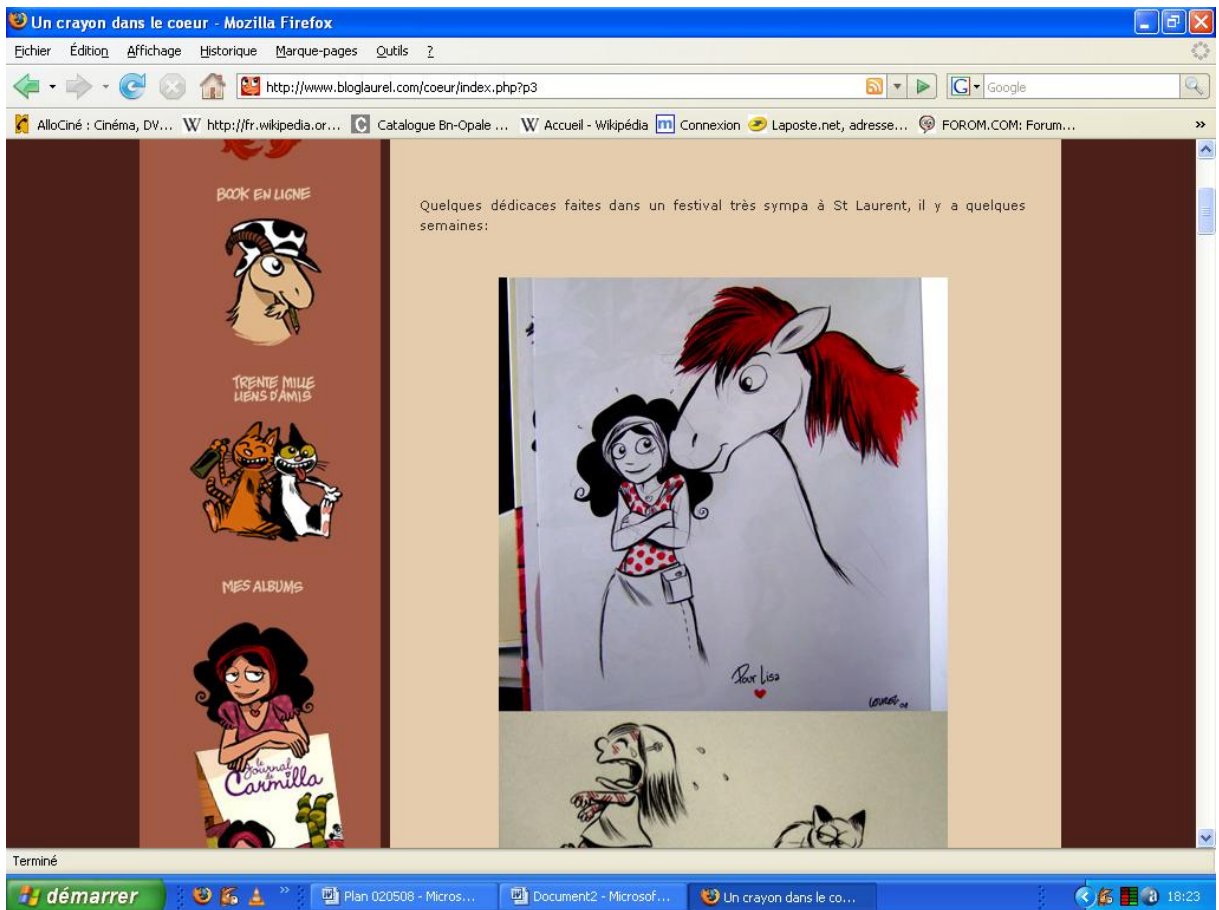 Un crayon dans le coeur - Mozilla Firefox
Fichier Édition Affichage Historique Marque-pages Outils ?
http://www.bloglaurel.com/coeur/index.php?p3
G Google
AlloCiné : Cinéma, DV... W http://fr.wikipedia.or... C Catalogue Bn-Opale ... W Accueil - Wikipédia m Connexion Laposte.net, adresse... FOROM.COM: Forum... »
BOOK EN LIGNE
TRENTE MILLE
LIENS D'AMIS
MES ALBUMS
le Journal de
Carmilla
Quelques dédicaces faites dans un festival très sympa à St Laurent, il y a quelques
semaines:
Pour Lisa
Terminé
démarrer » Plan 020508 - Micros... Document2 - Microsof... Un crayon dans le co... 18:23